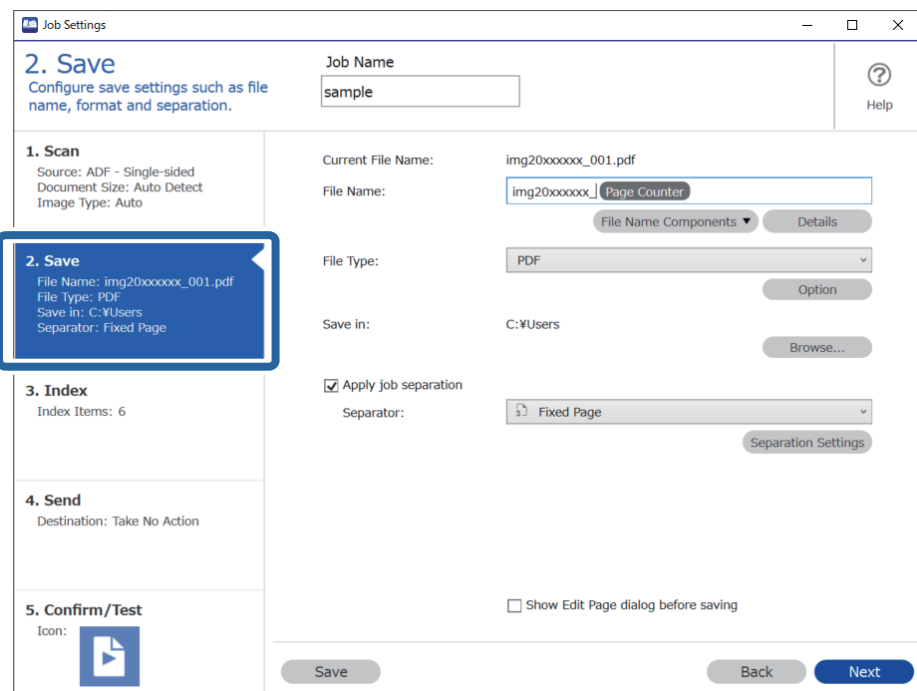 Job Settings
2. Save
Configure save settings such as file
name, format and separation.
Job Name
sample
Help
1. Scan
Source: ADF - Single-sided
Document Size: Auto Detect
Image Type: Auto
2. Save
File Name: img20xxxxxx_001.pdf
File Type: PDF
Save in: C:¥Users
Separator: Fixed Page
3. Index
Index Items: 6
4. Send
Destination: Take No Action
5. Confirm/Test
Icon:
Current File Name: img20xxxxxx_001.pdf
File Name: img20xxxxxx_ Page Counter
File Name Components Details
File Type: PDF
Option
Save in: C:¥Users
Browse...
Apply job separation
Separator: Fixed Page
Separation Settings
Show Edit Page dialog before saving
Save Back Next